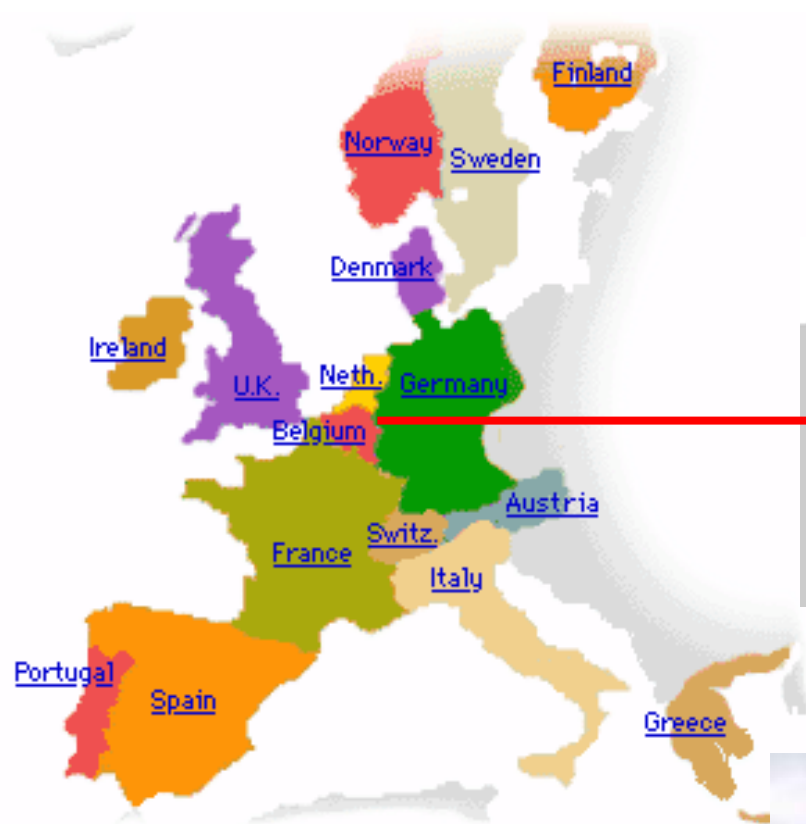 Finland
Norway
Sweden
Denmark
Ireland
Neth.
Germany
U.K.
Belgium
Austria
Switz.
France
Italy
Portugal
Spain
Greece